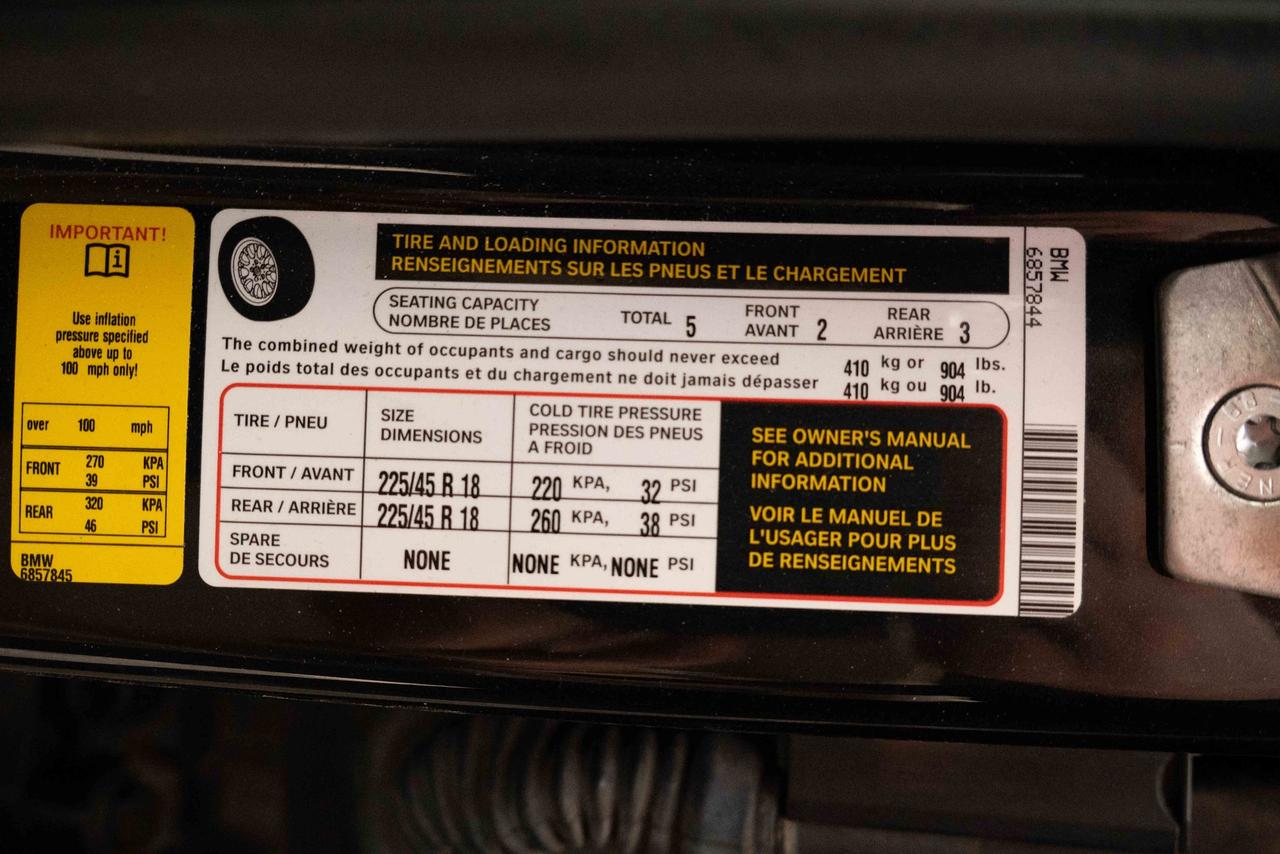 IMPORTANT!
Use inflation
pressure specified
above up to
100 mph only!
over 100 mph
FRONT 270 KPA
39 PSI
REAR 320 KPA
46 PSI
BMW
6857845
TIRE AND LOADING INFORMATION
RENSEIGNEMENTS SUR LES PNEUS ET LE CHARGEMENT
SEATING CAPACITY
NOMBRE DE PLACES
TOTAL 5
FRONT
AVANT 2
REAR
ARRIÈRE 3
The combined weight of occupants and cargo should never exceed 410 kg or 904 lbs.
Le poids total des occupants et du chargement ne doit jamais dépasser 410 kg ou 904 lb.
TIRE / PNEU
SIZE
DIMENSIONS
COLD TIRE PRESSURE
PRESSION DES PNEUS
A FROID
FRONT / AVANT 225/45 R 18 220 KPA, 32 PSI
REAR / ARRIÈRE 225/45 R 18 260 KPA, 38 PSI
SPARE
DE SECOURS NONE NONE KPA, NONE PSI
SEE OWNER'S MANUAL
FOR ADDITIONAL
INFORMATION
VOIR LE MANUEL DE
L'USAGER POUR PLUS
DE RENSEIGNEMENTS
BMW
6857844